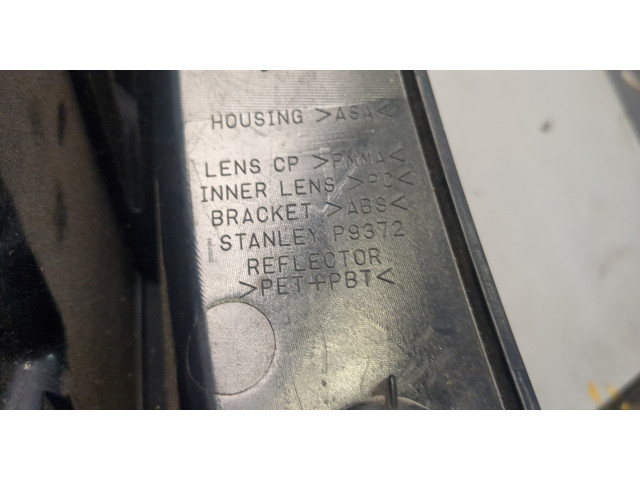 HOUSING >ASA<
LENS CP >PMMA<
INNER LENS >PC<
BRACKET >ABS<
STANLEY P9372
REFLECTOR
>PET+PBT<